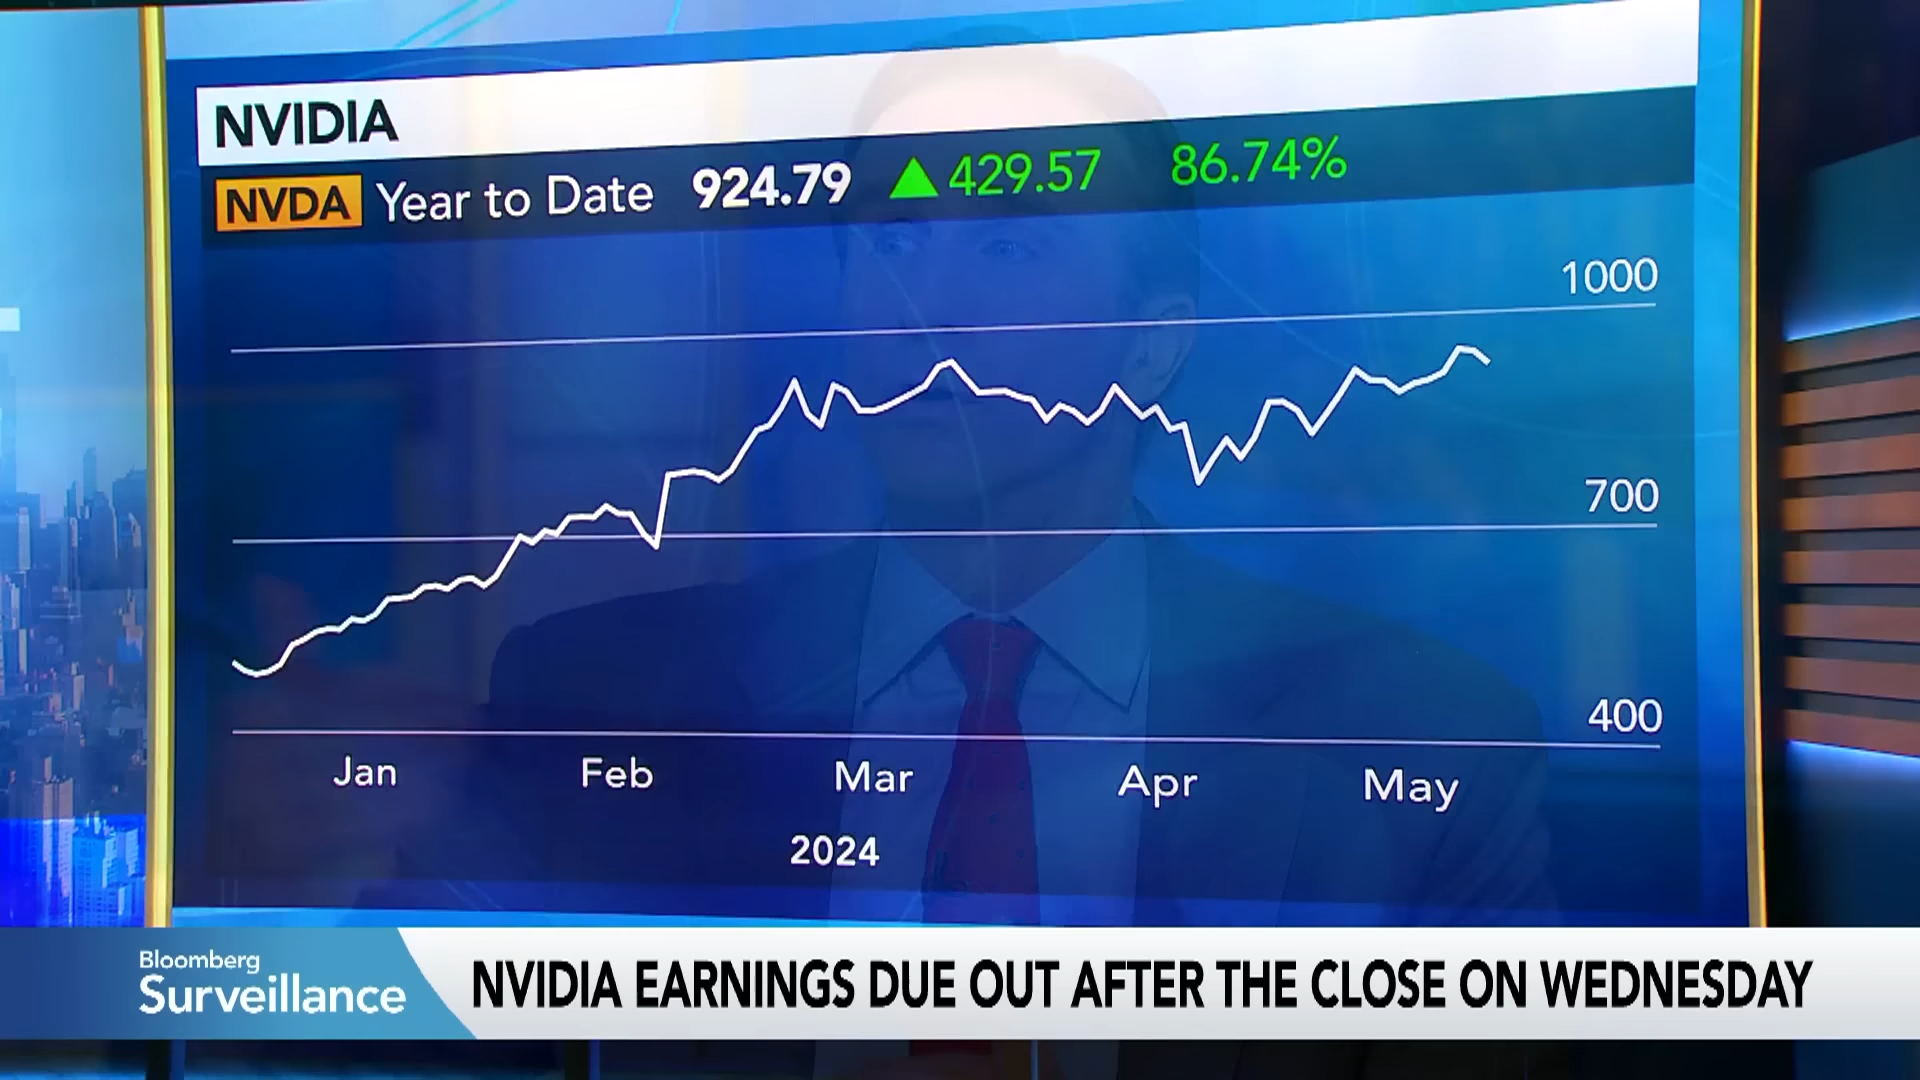 NVIDIA
NVDA Year to Date 924.79 ▲429.57 86.74%
1000
700
400
Jan Feb Mar Apr May
2024
Bloomberg
Surveillance
NVIDIA EARNINGS DUE OUT AFTER THE CLOSE ON WEDNESDAY